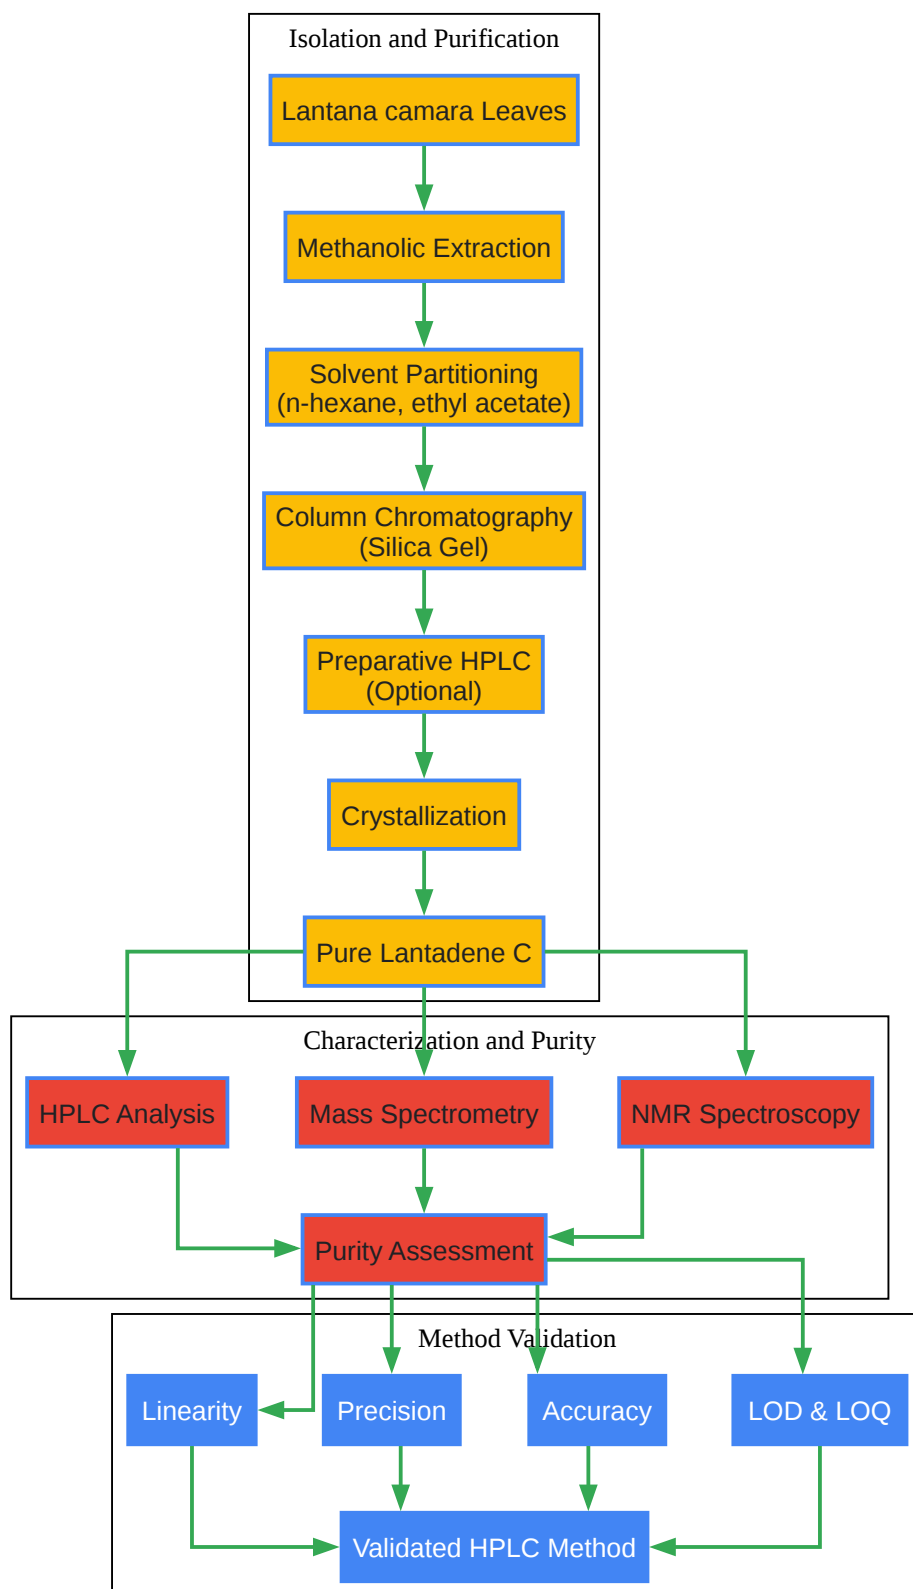 Isolation and Purification
Lantana camara Leaves
Methanolic Extraction
Solvent Partitioning
(n-hexane, ethyl acetate)
Column Chromatography
(Silica Gel)
Preparative HPLC
(Optional)
Crystallization
Pure Lantadene C
Characterization and Purity
HPLC Analysis
Mass Spectrometry
NMR Spectroscopy
Purity Assessment
Method Validation
Linearity
Precision
Accuracy
LOD & LOQ
Validated HPLC Method